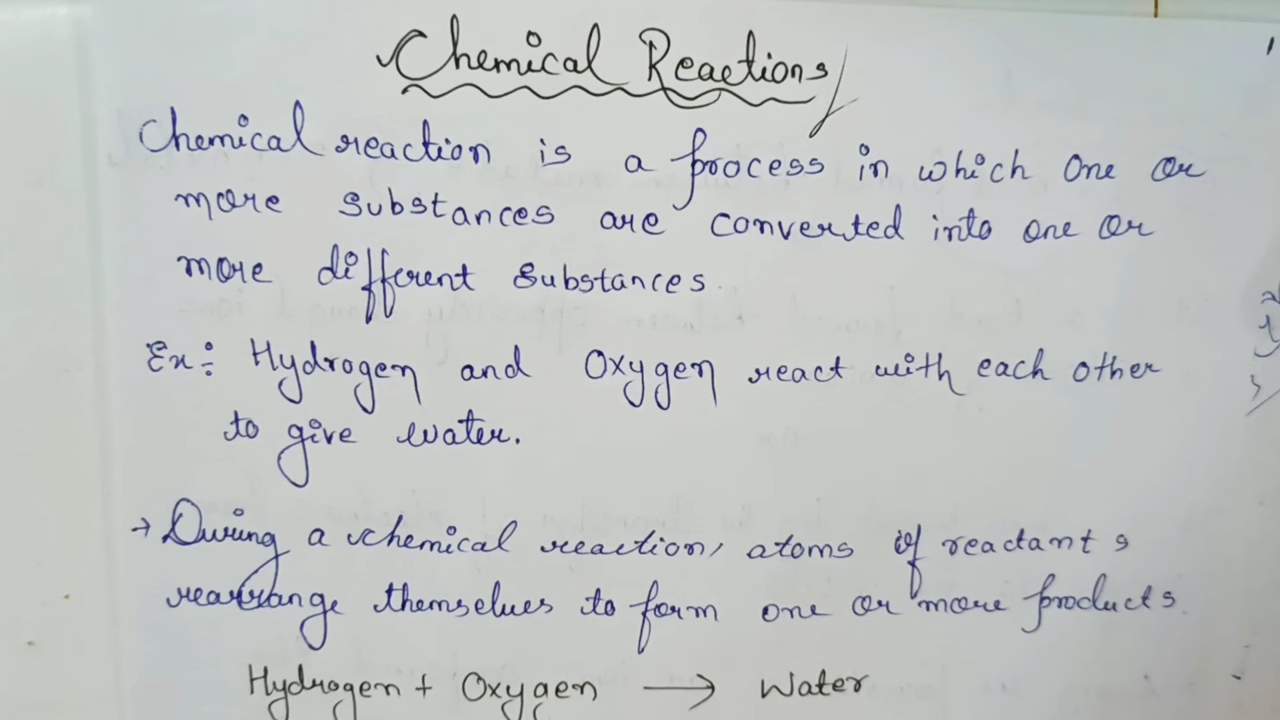 Chemical Reactions
Chemical reaction is a process in which One or
more substances are converted into one or
more different substances.
Ex:- Hydrogen and Oxygen react with each other
to give water.
→ During a chemical reaction, atoms of reactants
rearrange themselves to form one or more products.
Hydrogen + Oxygen → Water